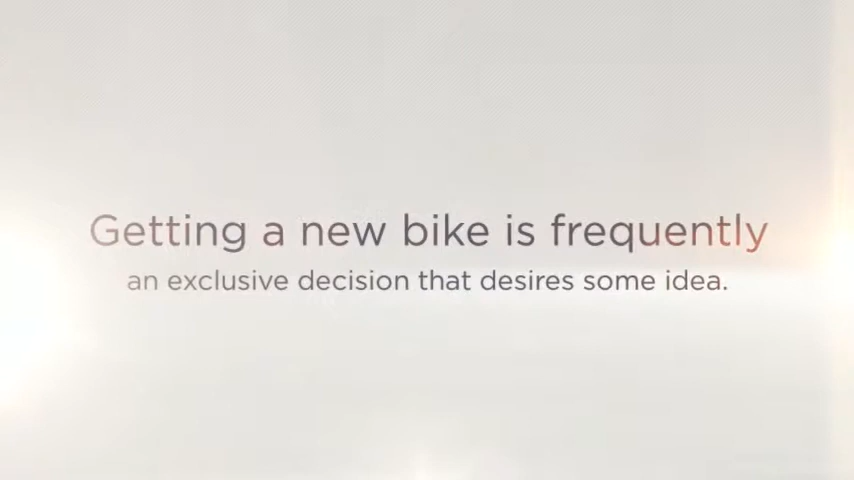 Getting a new bike is frequently
an exclusive decision that desires some idea.